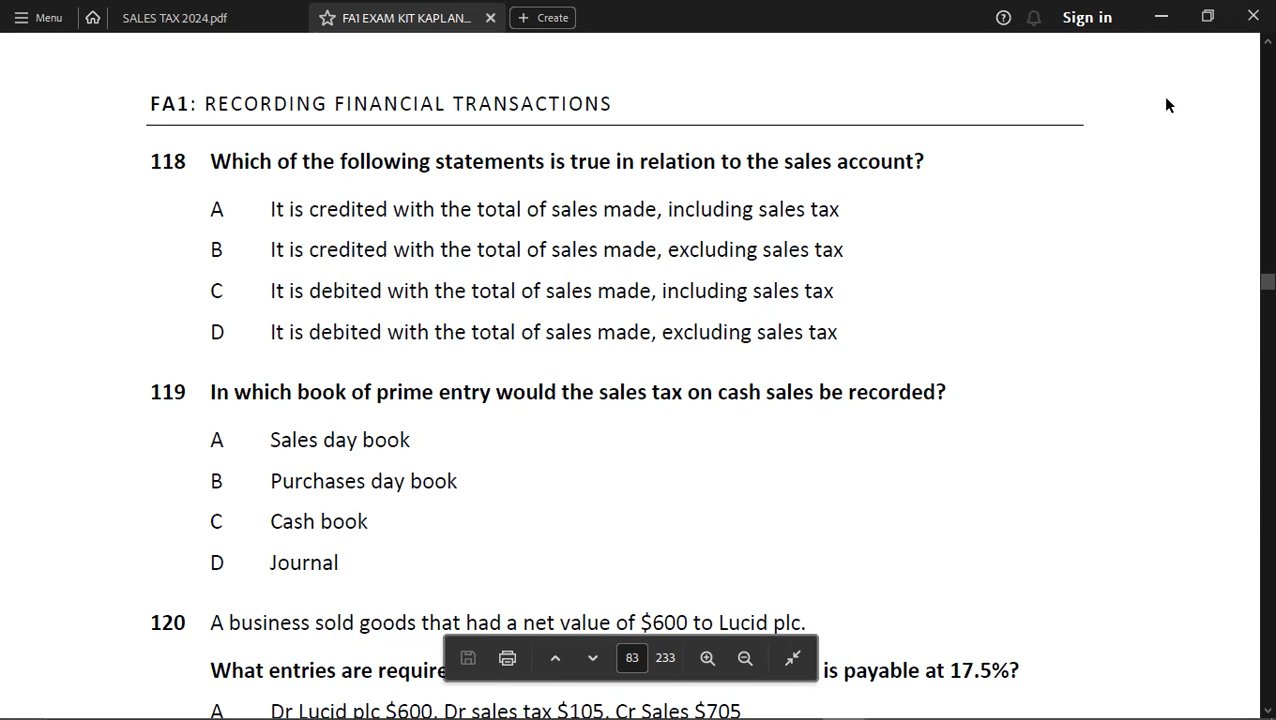 Menu
SALES TAX 2024.pdf
FA1 EXAM KIT KAPLAN...
Create
Sign in
FA1: RECORDING FINANCIAL TRANSACTIONS
118 Which of the following statements is true in relation to the sales account?
A It is credited with the total of sales made, including sales tax
B It is credited with the total of sales made, excluding sales tax
C It is debited with the total of sales made, including sales tax
D It is debited with the total of sales made, excluding sales tax
119 In which book of prime entry would the sales tax on cash sales be recorded?
A Sales day book
B Purchases day book
C Cash book
D Journal
120 A business sold goods that had a net value of $600 to Lucid plc.
What entries are require
83 233
is payable at 17.5%?
A Dr Lucid plc $600, Dr sales tax $105, Cr Sales $705